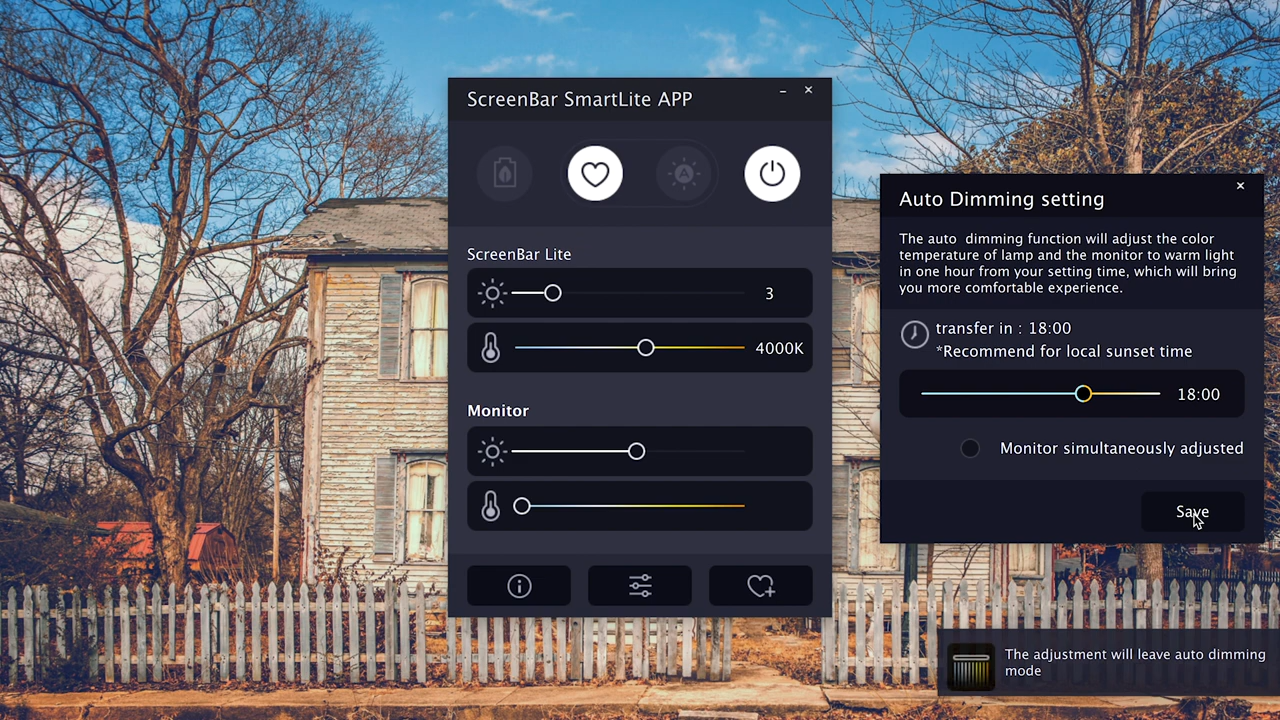 ScreenBar SmartLite APP
ScreenBar Lite
3
4000K
Monitor
Auto Dimming setting
The auto  dimming function will adjust the color
temperature of lamp and the monitor to warm light
in one hour from your setting time, which will bring
you more comfortable experience.
transfer in : 18:00
*Recommend for local sunset time
18:00
Monitor simultaneously adjusted
Save
The adjustment will leave auto dimming
mode